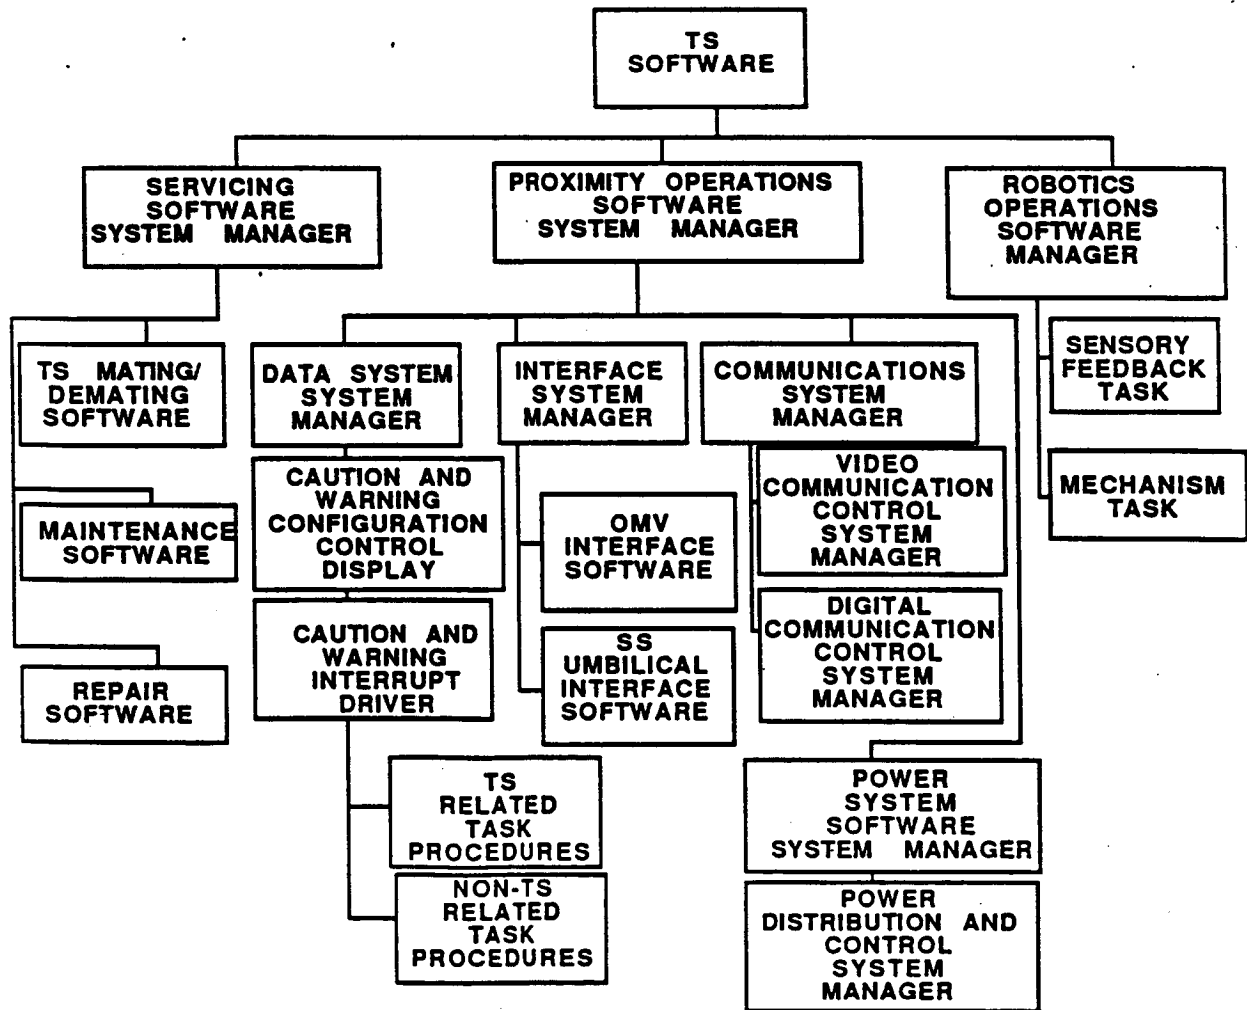 TS
SOFTWARE
SERVICING
SOFTWARE
SYSTEM MANAGER
PROXIMITY OPERATIONS
SOFTWARE
SYSTEM MANAGER
ROBOTICS
OPERATIONS
SOFTWARE
MANAGER
TS MATING/
DEMATING
SOFTWARE
DATA SYSTEM
SYSTEM
MANAGER
INTERFACE
SYSTEM
MANAGER
COMMUNICATIONS
SYSTEM
MANAGER
SENSORY
FEEDBACK
TASK
MAINTENANCE
SOFTWARE
CAUTION AND
WARNING
CONFIGURATION
CONTROL
DISPLAY
OMV
INTERFACE
SOFTWARE
VIDEO
COMMUNICATION
CONTROL
SYSTEM
MANAGER
MECHANISM
TASK
REPAIR
SOFTWARE
CAUTION AND
WARNING
INTERRUPT
DRIVER
SS
UMBILICAL
INTERFACE
SOFTWARE
DIGITAL
COMMUNICATION
CONTROL
SYSTEM
MANAGER
TS
RELATED
TASK
PROCEDURES
POWER
SYSTEM
SOFTWARE
SYSTEM MANAGER
NON-TS
RELATED
TASK
PROCEDURES
POWER
DISTRIBUTION AND
CONTROL
SYSTEM
MANAGER